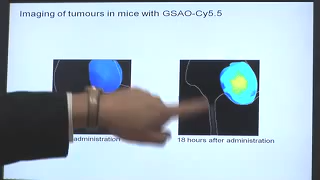 Imaging of tumours in mice with GSAO-Cy5.5
administration
18 hours after administration